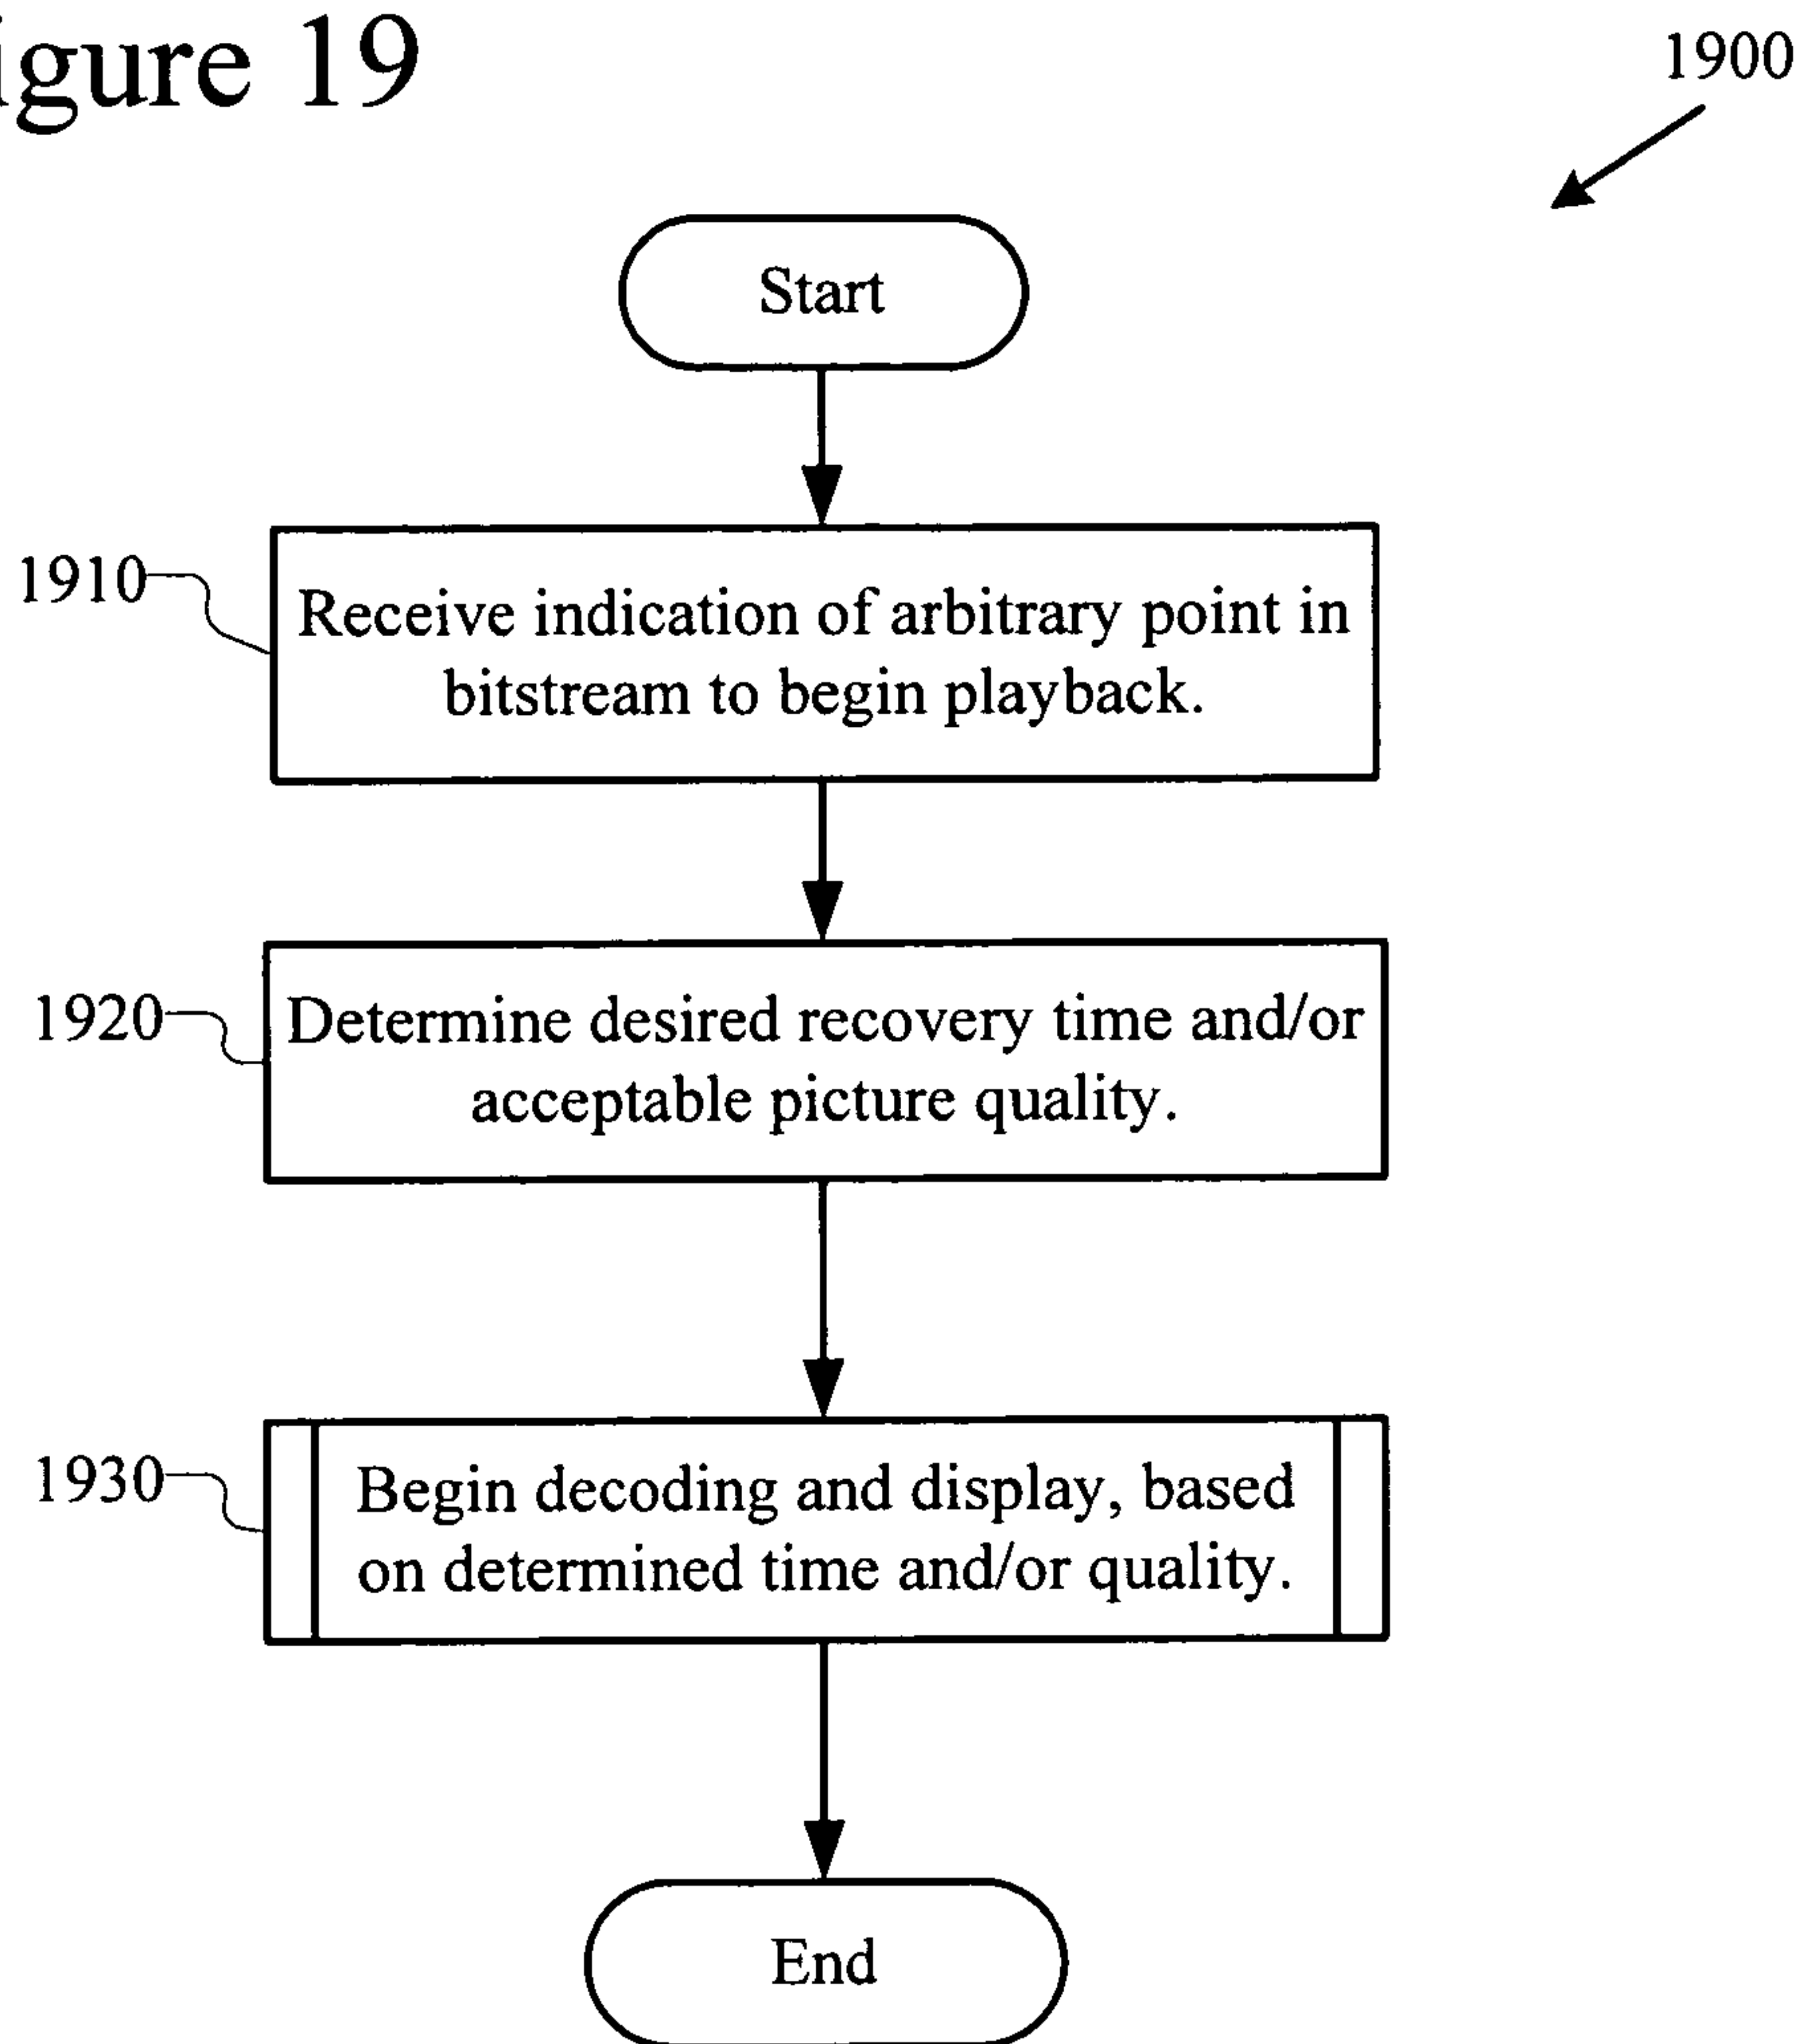 igure 19
1900
Start
1910
Receive indication of arbitrary point in
bitstream to begin playback.
1920
Determine desired recovery time and/or
acceptable picture quality.
1930
Begin decoding and display, based
on determined time and/or quality.
End